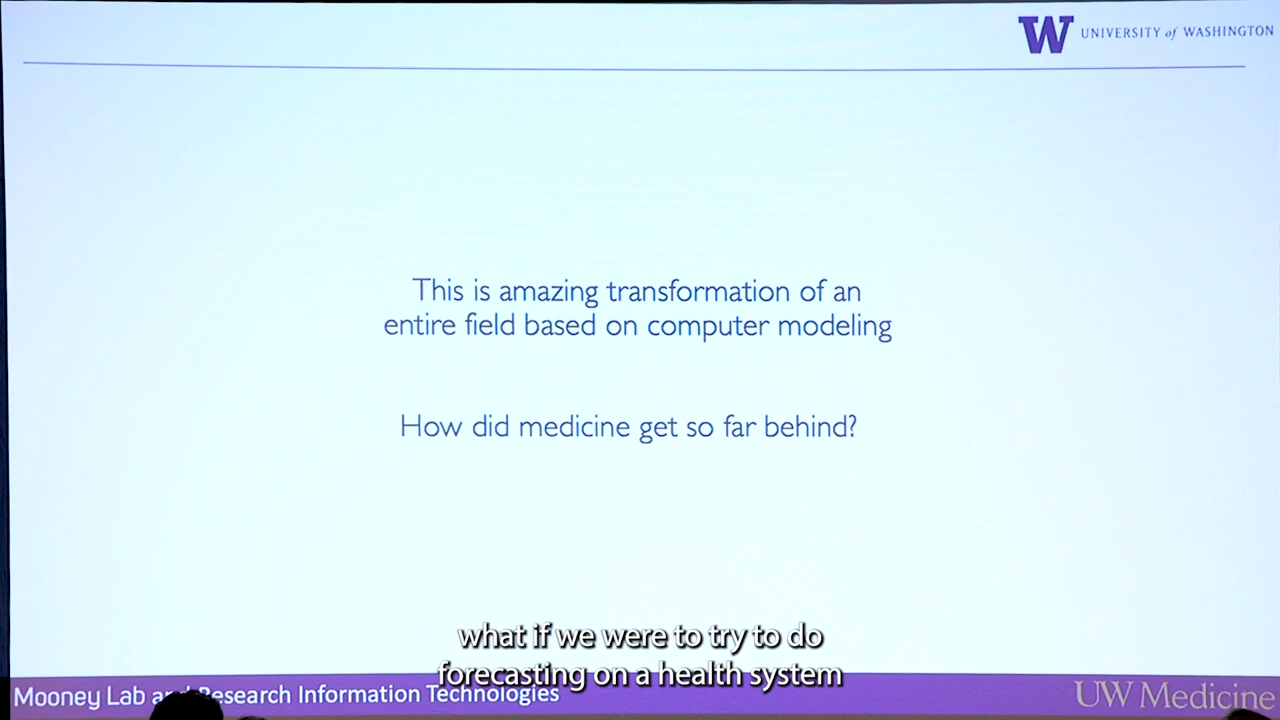 W UNIVERSITY of WASHINGTON
This is amazing transformation of an
entire field based on computer modeling
How did medicine get so far behind?
what if we were to try to do
forecasting on a health system
Mooney Lab and Research Information Technologies
UW Medicine